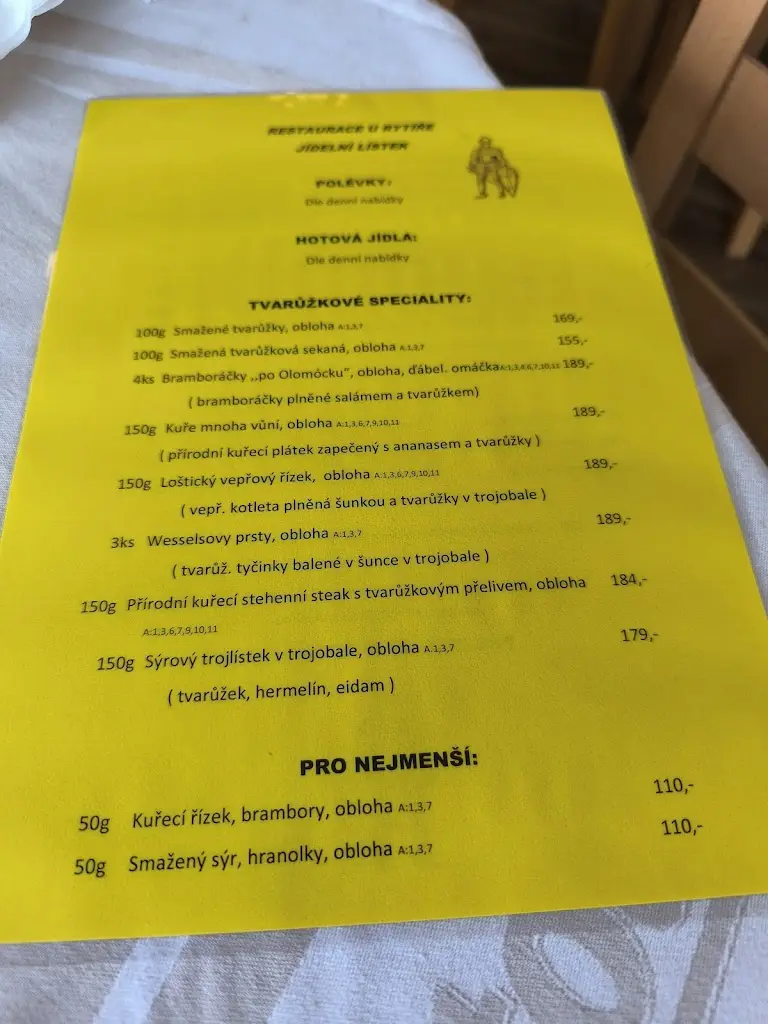 RESTAURACE U RYTÍŘE
JÍDELNÍ LÍSTEK
POLÉVKY:
Dle denní nabídky
HOTOVÁ JÍDLA:
Dle denní nabídky
TVARŮŽKOVÉ SPECIALITY:
100g Smažené tvarůžky, obloha A:1,3,7 169,-
100g Smažená tvarůžková sekaná, obloha A:1,3,7 155,-
4ks Bramboráčky ,,po Olomócku", obloha, ďábel. omáčka A:1,3,4,6,7,10,11 189,-
( bramboráčky plněné salámem a tvarůžkem)
150g Kuře mnoha vůní, obloha A:1,3,6,7,9,10,11 189,-
( přírodní kuřecí plátek zapečený s ananasem a tvarůžky )
150g Loštický vepřový řízek, obloha A:1,3,6,7,9,10,11 189,-
( vepř. kotleta plněná šunkou a tvarůžky v trojobale )
3ks Wesselsovy prsty, obloha A:1,3,7 189,-
( tvarůž. tyčinky balené v šunce v trojobale )
150g Přírodní kuřecí stehenní steak s tvarůžkovým přelivem, obloha 184,-
A:1,3,6,7,9,10,11
150g Sýrový trojlístek v trojobale, obloha A:1,3,7 179,-
( tvarůžek, hermelín, eidam )
PRO NEJMENŠÍ:
50g Kuřecí řízek, brambory, obloha A:1,3,7 110,-
50g Smažený sýr, hranolky, obloha A:1,3,7 110,-